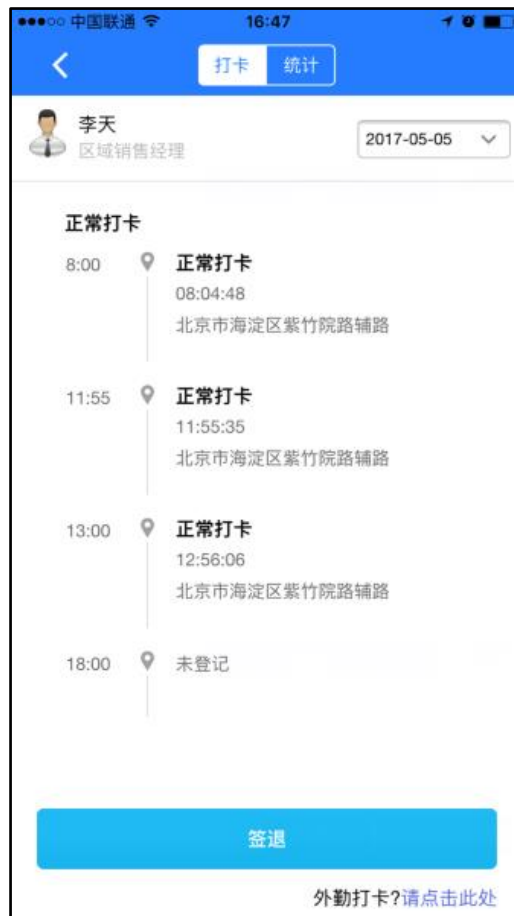 中国联通 16:47
打卡 统计
李天
区域销售经理
2017-05-05
正常打卡
8:00 正常打卡
08:04:48
北京市海淀区紫竹院路辅路
11:55 正常打卡
11:55:35
北京市海淀区紫竹院路辅路
13:00 正常打卡
12:56:06
北京市海淀区紫竹院路辅路
18:00 未登记
签退
外勤打卡?请点击此处